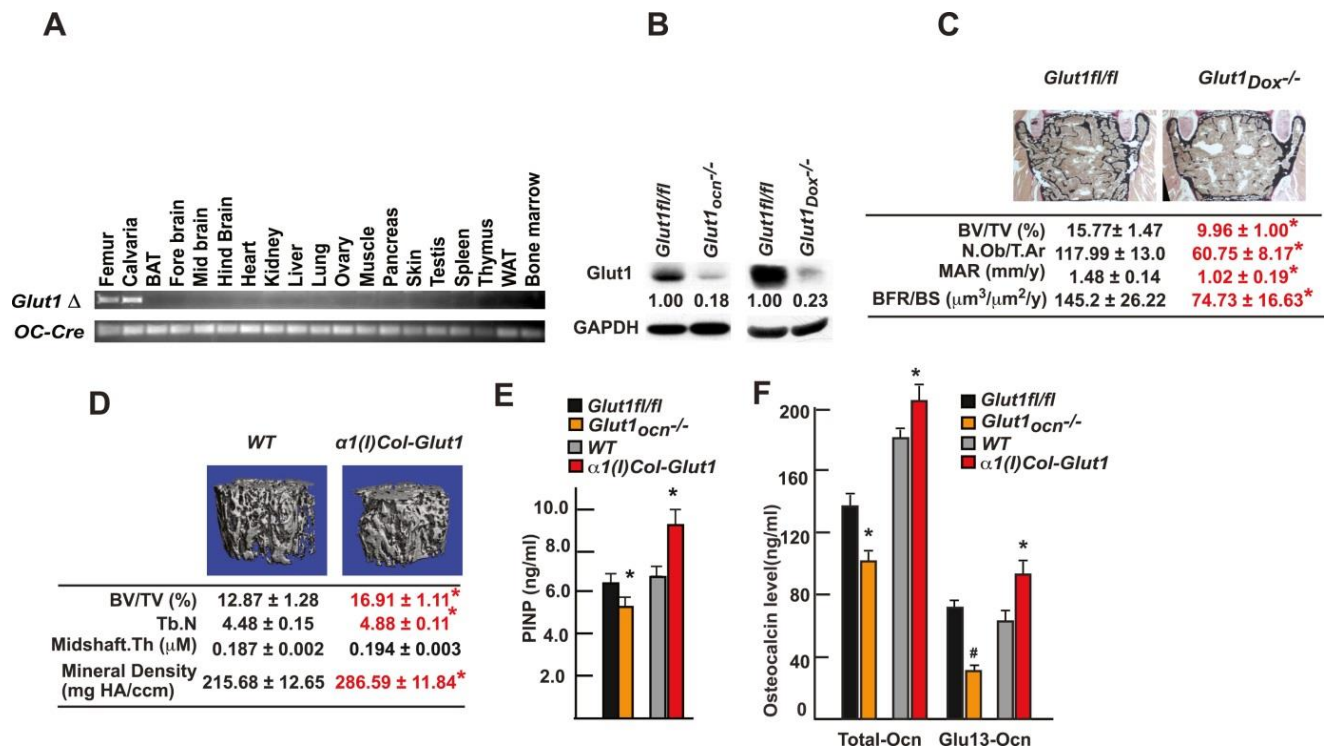 A
Femur
Calvaria
BAT
Fore brain
Mid brain
Hind Brain
Heart
Kidney
Liver
Lung
Ovary
Muscle
Pancreas
Skin
Testis
Spleen
Thymus
WAT
Bone marrow
Glut1 Δ
OC-Cre
B
Glut1fl/fl Glut1ocn-/- Glut1fl/fl Glut1Dox-/-
Glut1
1.00 0.18 1.00 0.23
GAPDH
C
Glut1fl/fl Glut1Dox-/-
BV/TV (%) 15.77± 1.47 9.96 ± 1.00*
N.Ob/T.Ar 117.99 ± 13.0 60.75 ± 8.17*
MAR (mm/y) 1.48 ± 0.14 1.02 ± 0.19*
BFR/BS (μm3/μm2/y) 145.2 ± 26.22 74.73 ± 16.63*
D
WT α1(I)Col-Glut1
BV/TV (%) 12.87 ± 1.28 16.91 ± 1.11*
Tb.N 4.48 ± 0.15 4.88 ± 0.11*
Midshaft.Th (μM) 0.187 ± 0.002 0.194 ± 0.003
Mineral Density
(mg HA/ccm) 215.68 ± 12.65 286.59 ± 11.84*
E
Glut1fl/fl
Glut1ocn-/-
WT
α1(I)Col-Glut1
PINP (ng/ml)
10.0
8.0
6.0
4.0
2.0
* *
F
Glut1fl/fl
Glut1ocn-/-
WT
α1(I)Col-Glut1
Osteocalcin level(ng/ml)
200
160
120
80
40
0
* * # *
Total-Ocn Glu13-Ocn